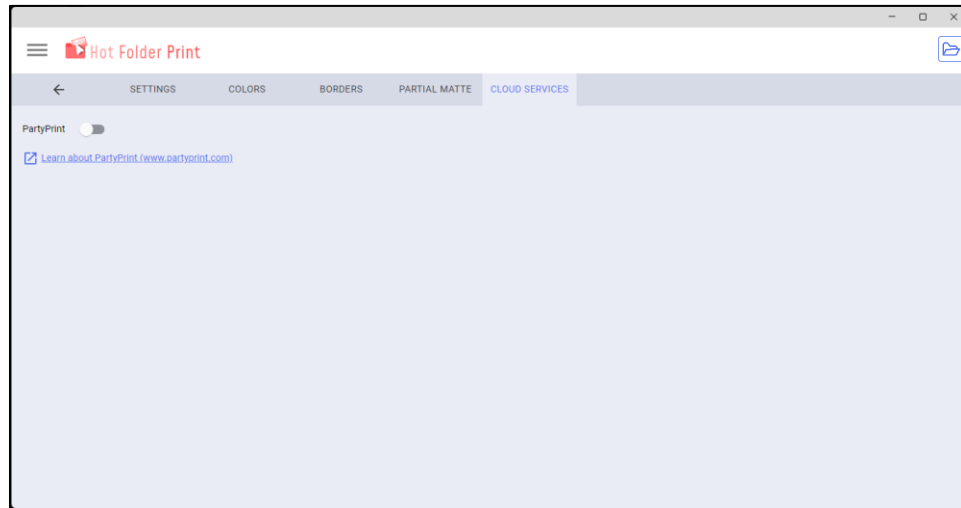 Hot Folder Print
SETTINGS COLORS BORDERS PARTIAL MATTE CLOUD SERVICES
PartyPrint
Learn about PartyPrint (www.partyprint.com)